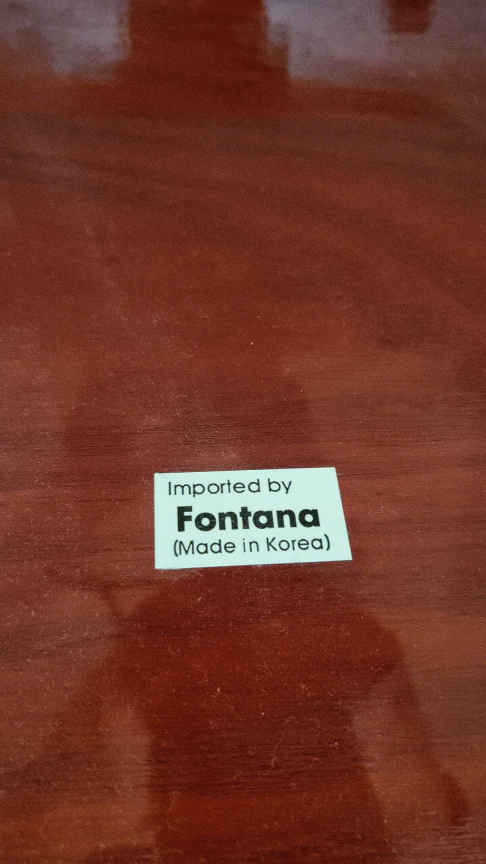 Imported by
Fontana
(Made in Korea)